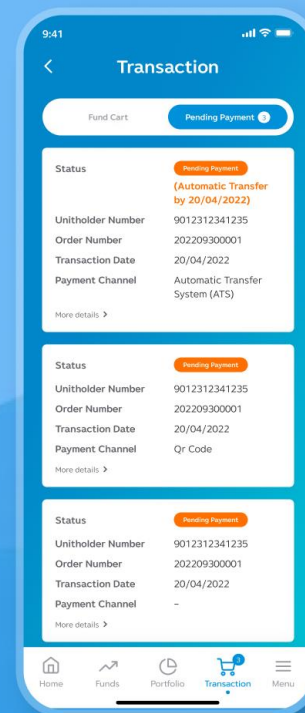 9:41
Transaction
Fund Cart
Pending Payment 3
Status Pending Payment
(Automatic Transfer
by 20/04/2022)
Unitholder Number 9012312341235
Order Number 202209300001
Transaction Date 20/04/2022
Payment Channel Automatic Transfer
System (ATS)
More details >
Status Pending Payment
Unitholder Number 9012312341235
Order Number 202209300001
Transaction Date 20/04/2022
Payment Channel Qr Code
More details >
Status Pending Payment
Unitholder Number 9012312341235
Order Number 202209300001
Transaction Date 20/04/2022
Payment Channel –
More details >
3
Home Funds Portfolio Transaction Menu